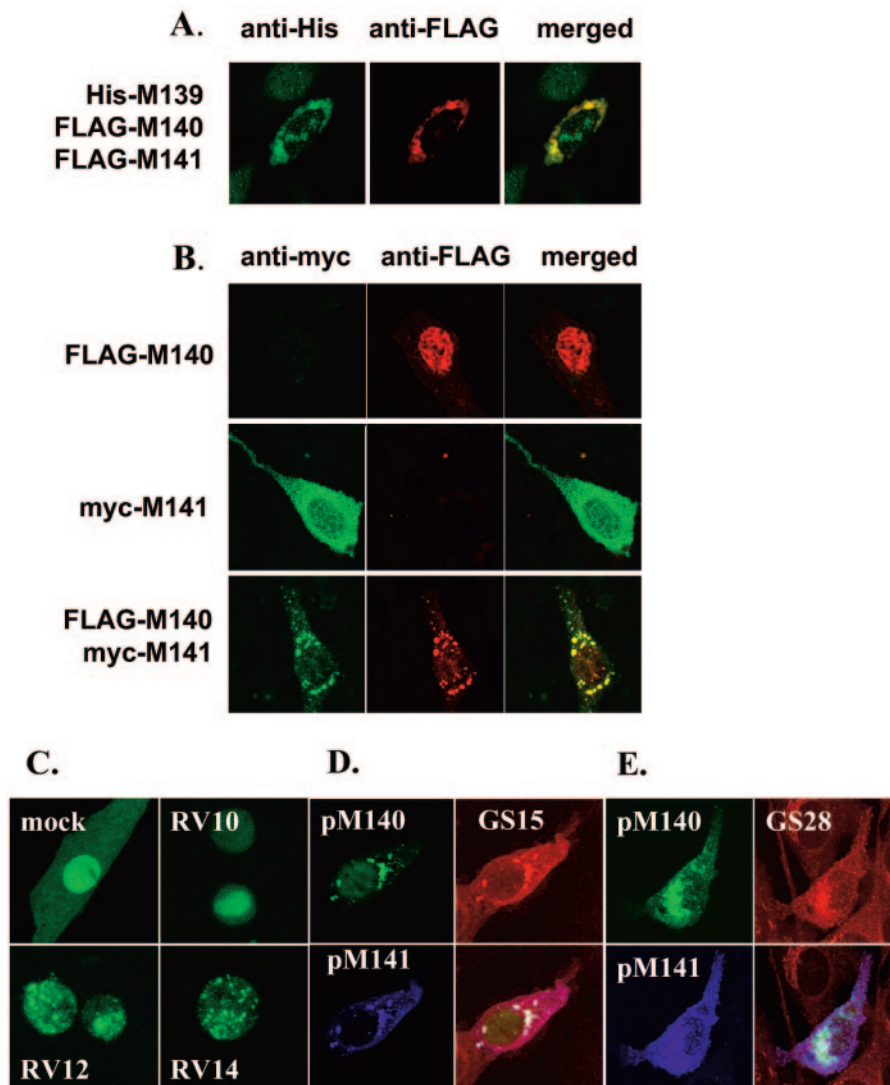 A.
anti-His anti-FLAG merged
His-M139
FLAG-M140
FLAG-M141
B.
anti-myc anti-FLAG merged
FLAG-M140
myc-M141
FLAG-M140
myc-M141
C.
mock RV10
RV12 RV14
D.
pM140 GS15
pM141
E.
pM140 GS28
pM141